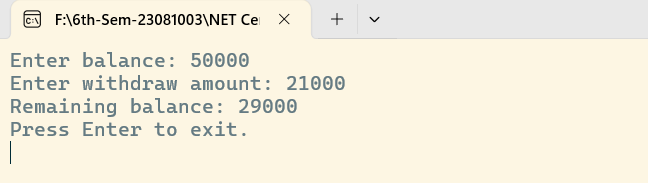 F:\6th-Sem-23081003\NET Ce
Enter balance: 50000
Enter withdraw amount: 21000
Remaining balance: 29000
Press Enter to exit.